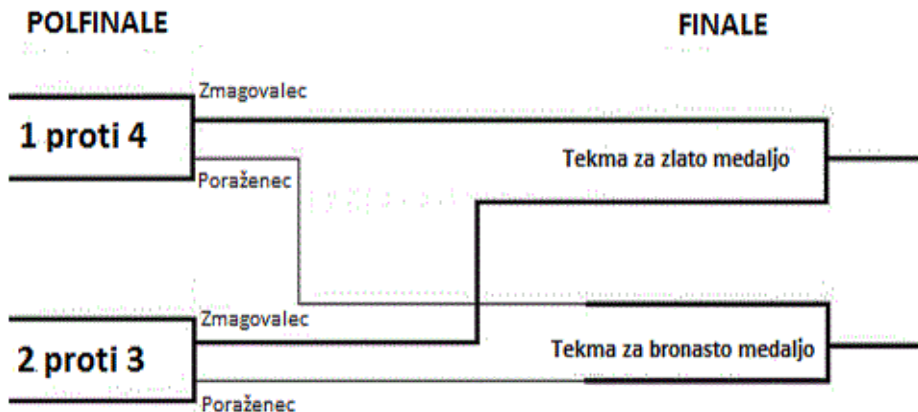 POLFINALE
FINALE
Zmagovalec
1 proti 4
Tekma za zlato medaljo
Poraženec
Zmagovalec
2 proti 3
Tekma za bronasto medaljo
Poraženec